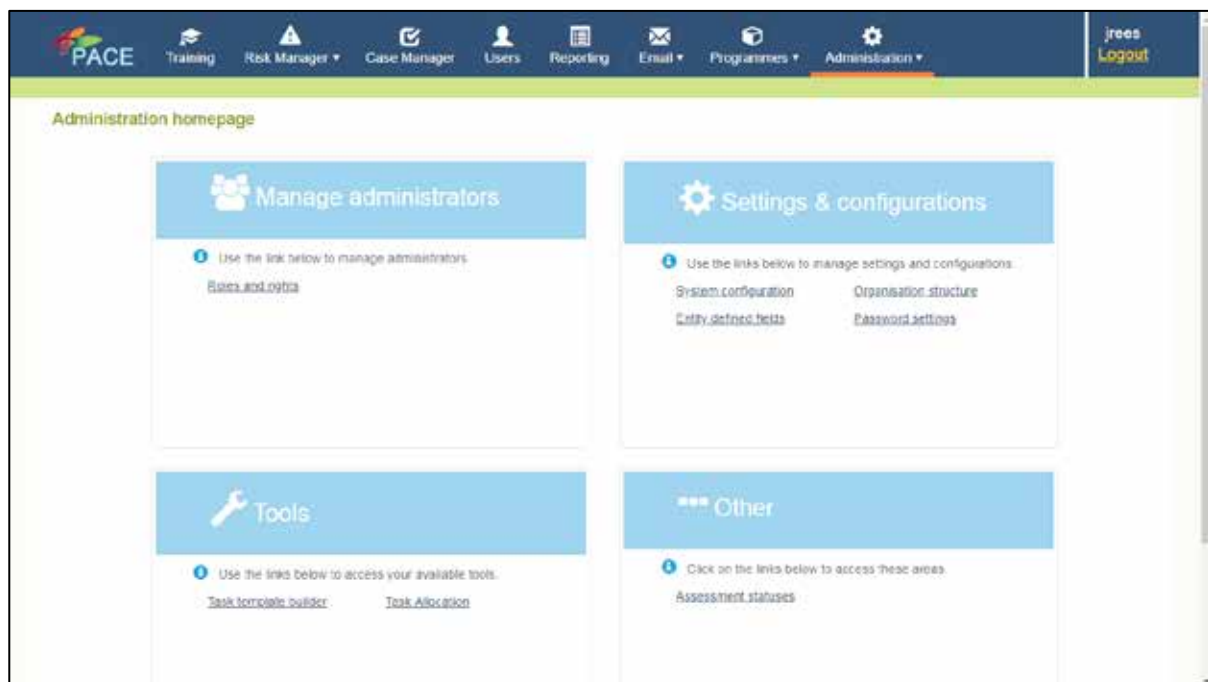 PACE
Training
Risk Manager
Case Manager
Users
Reporting
Email
Programmes
Administration
jrees
Logout
Administration homepage
Manage administrators
Use the link below to manage administrators
Roles and rights
Settings & configurations
Use the links below to manage settings and configurations.
System configuration Organisation structure
Entity defined fields Password settings
Tools
Use the links below to access your available tools.
Task template builder Task Allocation
Other
Click on the links below to access these areas.
Assessment statuses